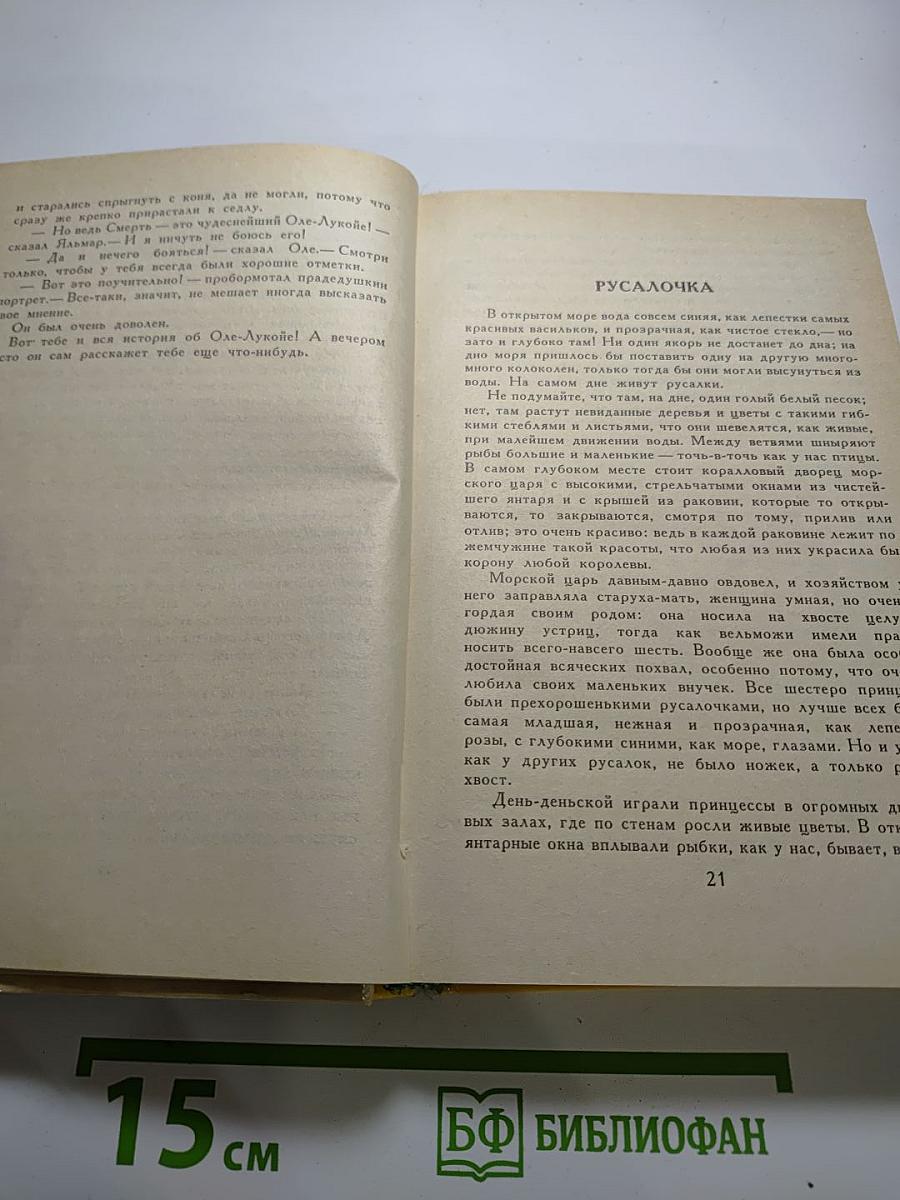 и старались спрыгнуть с коня, да не могли, потому что
сразу же крепко прирастали к седлу.
— Но ведь Смерть — это чудеснейший Оле-Лукойе! —
сказал Яльмар.— И я ничуть не боюсь его!
— Да и нечего бояться! — сказал Оле.— Смотри
только, чтобы у тебя всегда были хорошие отметки.
— Вот это поучительно! — пробормотал прадедушкин
портрет.— Все-таки, значит, не мешает иногда высказать
вое мнение.
Он был очень доволен.
Вот тебе и вся история об Оле-Лукойе! А вечером
сто он сам расскажет тебе еще что-нибудь.
РУСАЛОЧКА
В открытом море вода совсем синяя, как лепестки самых
красивых васильков, и прозрачная, как чистое стекло,— но
зато и глубоко там! Ни один якорь не достанет до дна; на
дно моря пришлось бы поставить одну на другую много-
много колоколен, только тогда бы они могли высунуться из
воды. На самом дне живут русалки.
Не подумайте, что там, на дне, один голый белый песок;
нет, там растут невиданные деревья и цветы с такими гиб-
кими стеблями и листьями, что они шевелятся, как живые,
при малейшем движении воды. Между ветвями шныряют
рыбы большие и маленькие — точь-в-точь как у нас птицы.
В самом глубоком месте стоит коралловый дворец мор-
ского царя с высокими, стрельчатыми окнами из чистей-
шего янтаря и с крышей из раковин, которые то откры-
ваются, то закрываются, смотря по тому, прилив или
отлив; это очень красиво: ведь в каждой раковине лежит по
жемчужине такой красоты, что любая из них украсила бы
корону любой королевы.
Морской царь давным-давно овдовел, и хозяйством у
него заправляла старуха-мать, женщина умная, но очен
гордая своим родом: она носила на хвосте целу
дюжину устриц, тогда как вельможи имели пра
носить всего-навсего шесть. Вообще же она была особ
достойная всяческих похвал, особенно потому, что оче
любила своих маленьких внучек. Все шестеро принц
были прехорошенькими русалочками, но лучше всех б
самая младшая, нежная и прозрачная, как лепе
розы, с глубокими синими, как море, глазами. Но и у
как у других русалок, не было ножек, а только р
хвост.
День-деньской играли принцессы в огромных дв
вых залах, где по стенам росли живые цветы. В отк
янтарные окна вплывали рыбки, как у нас, бывает, в
21
15 см
БФ БИБЛИОФАН